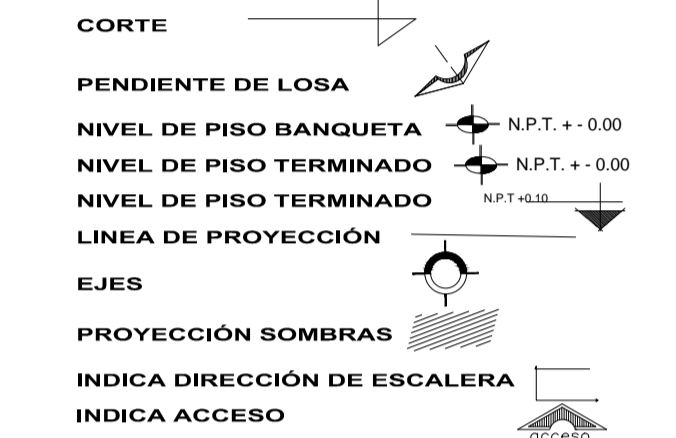 CORTE
PENDIENTE DE LOSA
NIVEL DE PISO BANQUETA N.P.T. + - 0.00
NIVEL DE PISO TERMINADO N.P.T. + - 0.00
NIVEL DE PISO TERMINADO N.P.T +0.10
LINEA DE PROYECCIÓN
EJES
PROYECCIÓN SOMBRAS
INDICA DIRECCIÓN DE ESCALERA
INDICA ACCESO
acceso